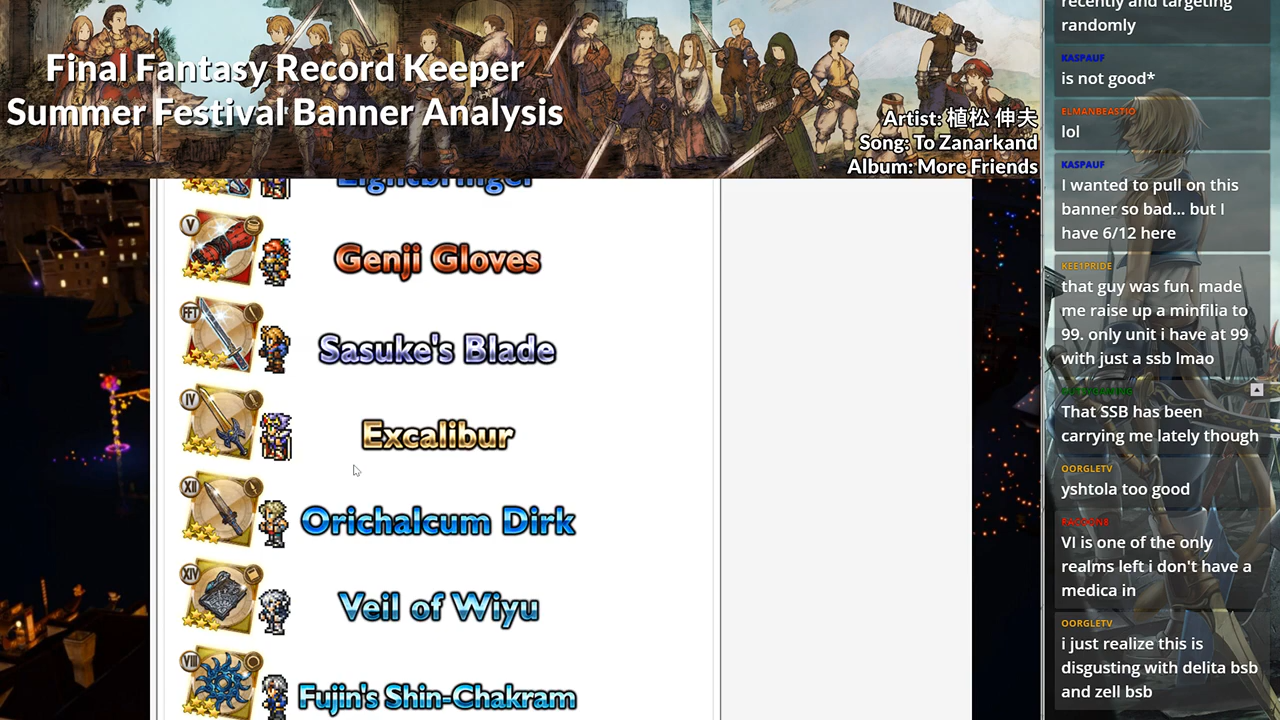 Final Fantasy Record Keeper
Summer Festival Banner Analysis
Artist: 植松 伸夫
Song: To Zanarkand
Album: More Friends
Lightbringer
V
Genji Gloves
FFT
Sasuke's Blade
IV
Excalibur
XII
Orichalcum Dirk
XIV
Veil of Wiyu
VIII
Fujin's Shin-Chakram
recently and targeting
randomly
KASPAUF
is not good*
ELMANBEASTIO
lol
KASPAUF
I wanted to pull on this
banner so bad... but I
have 6/12 here
KEE1PRIDE
that guy was fun. made
me raise up a minfilia to
99. only unit i have at 99
with just a ssb lmao
That SSB has been
carrying me lately though
OORGLETV
yshtola too good
RACOON8
VI is one of the only
realms left i don't have a
medica in
OORGLETV
i just realize this is
disgusting with delita bsb
and zell bsb